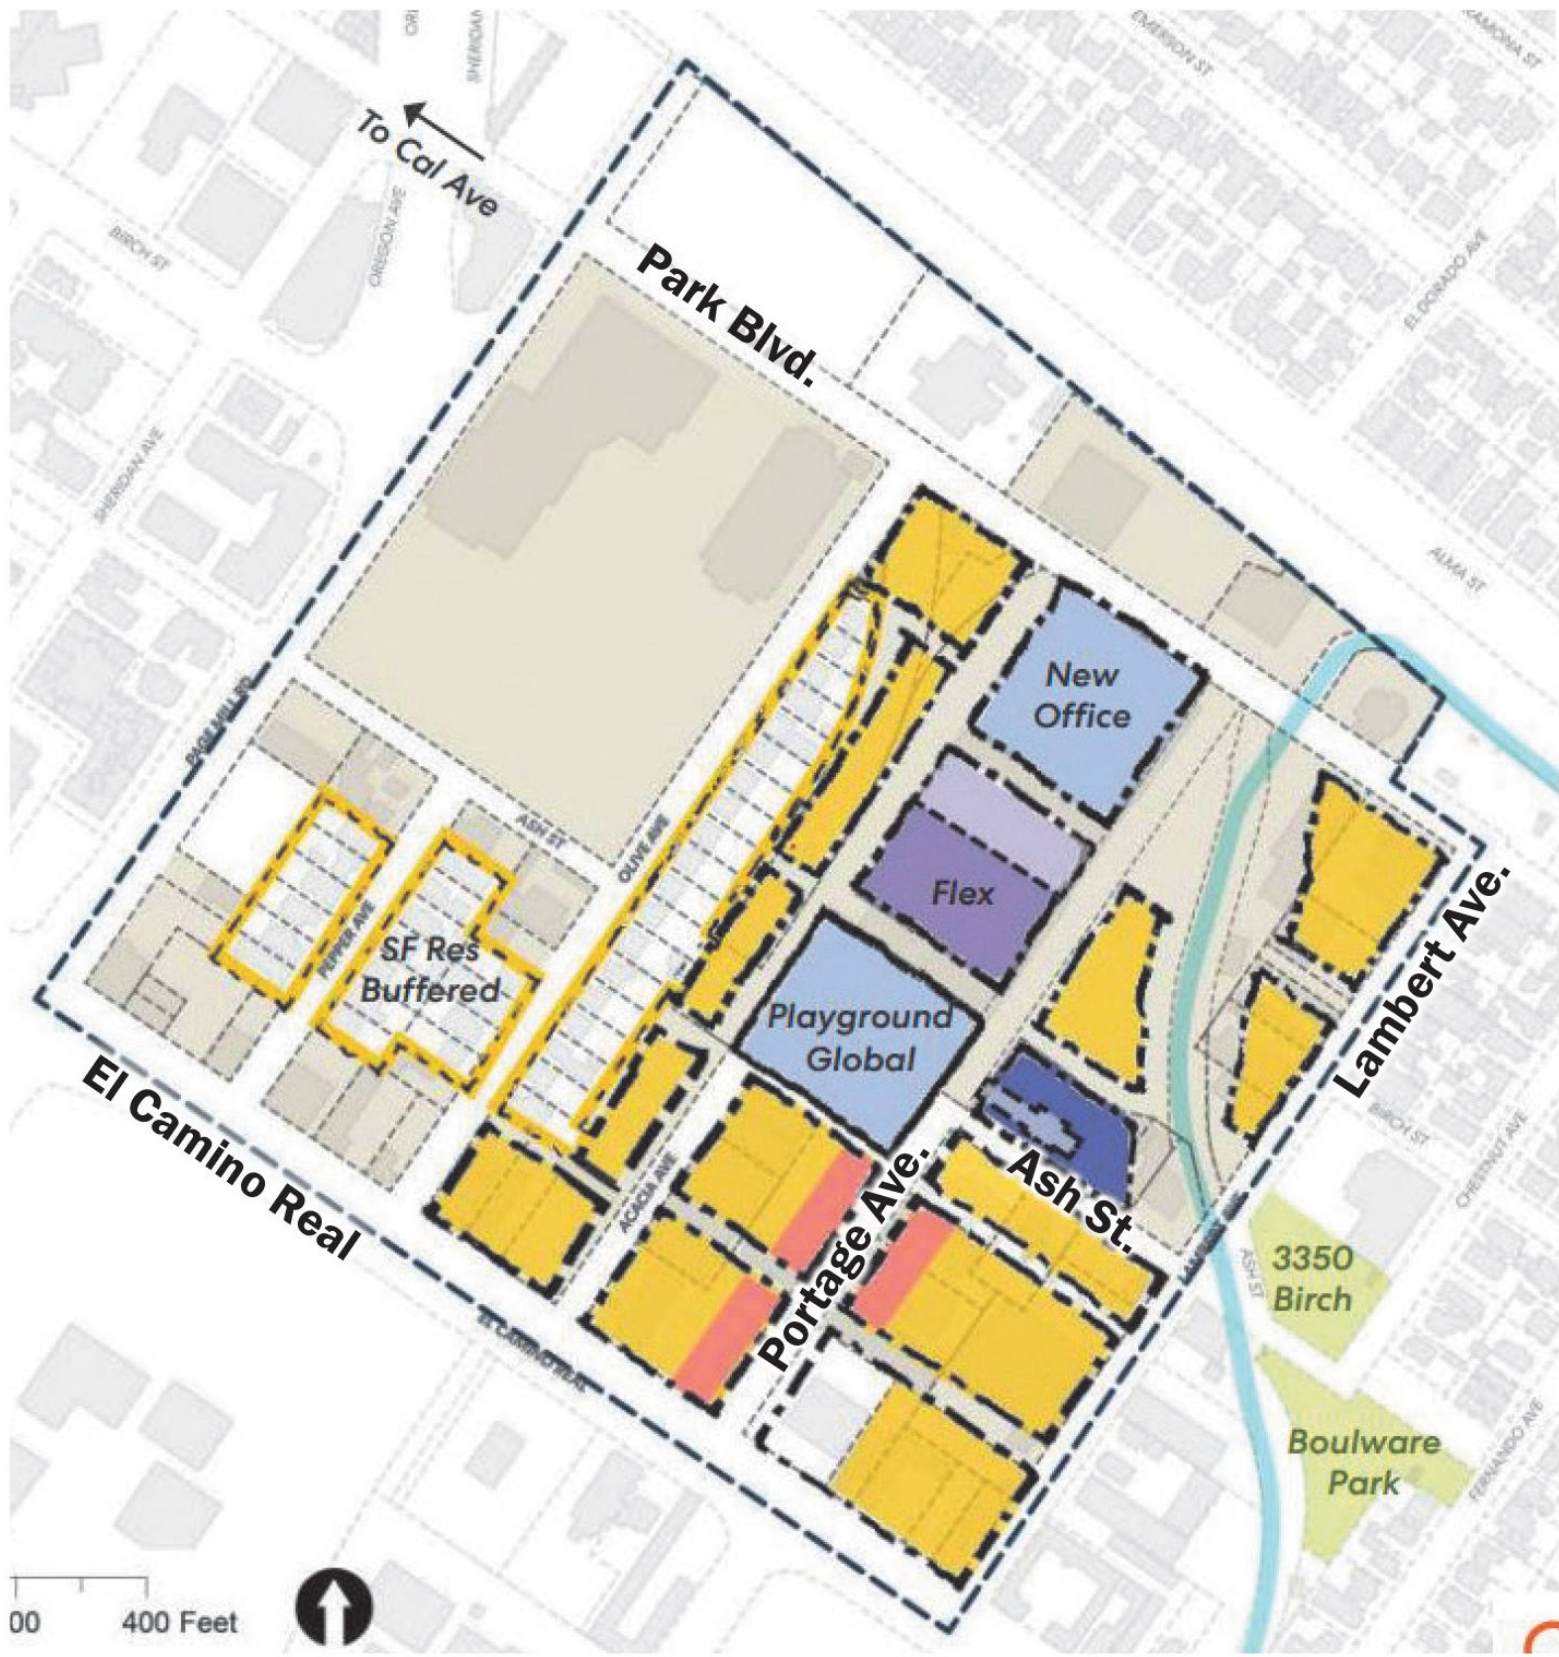 EMERSON ST
RAMONA ST
SHERIDAN
To Cal Ave
OREGON AVE
BIRCH ST
Park Blvd.
EL DORADO AVE
SHERIDAN AVE
ALMA ST
New
Office
PAGE MILL RD
ASH ST
OLIVE AVE
Flex
Lambert Ave.
PEPPER AVE
SF Res
Buffered
Playground
Global
El Camino Real
BIRCH ST
CHESTNUT AVE
ACACIA AVE
Ash St.
Portage Ave.
ASH ST
3350
Birch
EL CAMINO REAL
Boulware
Park
FERNANDO AVE
00
400 Feet